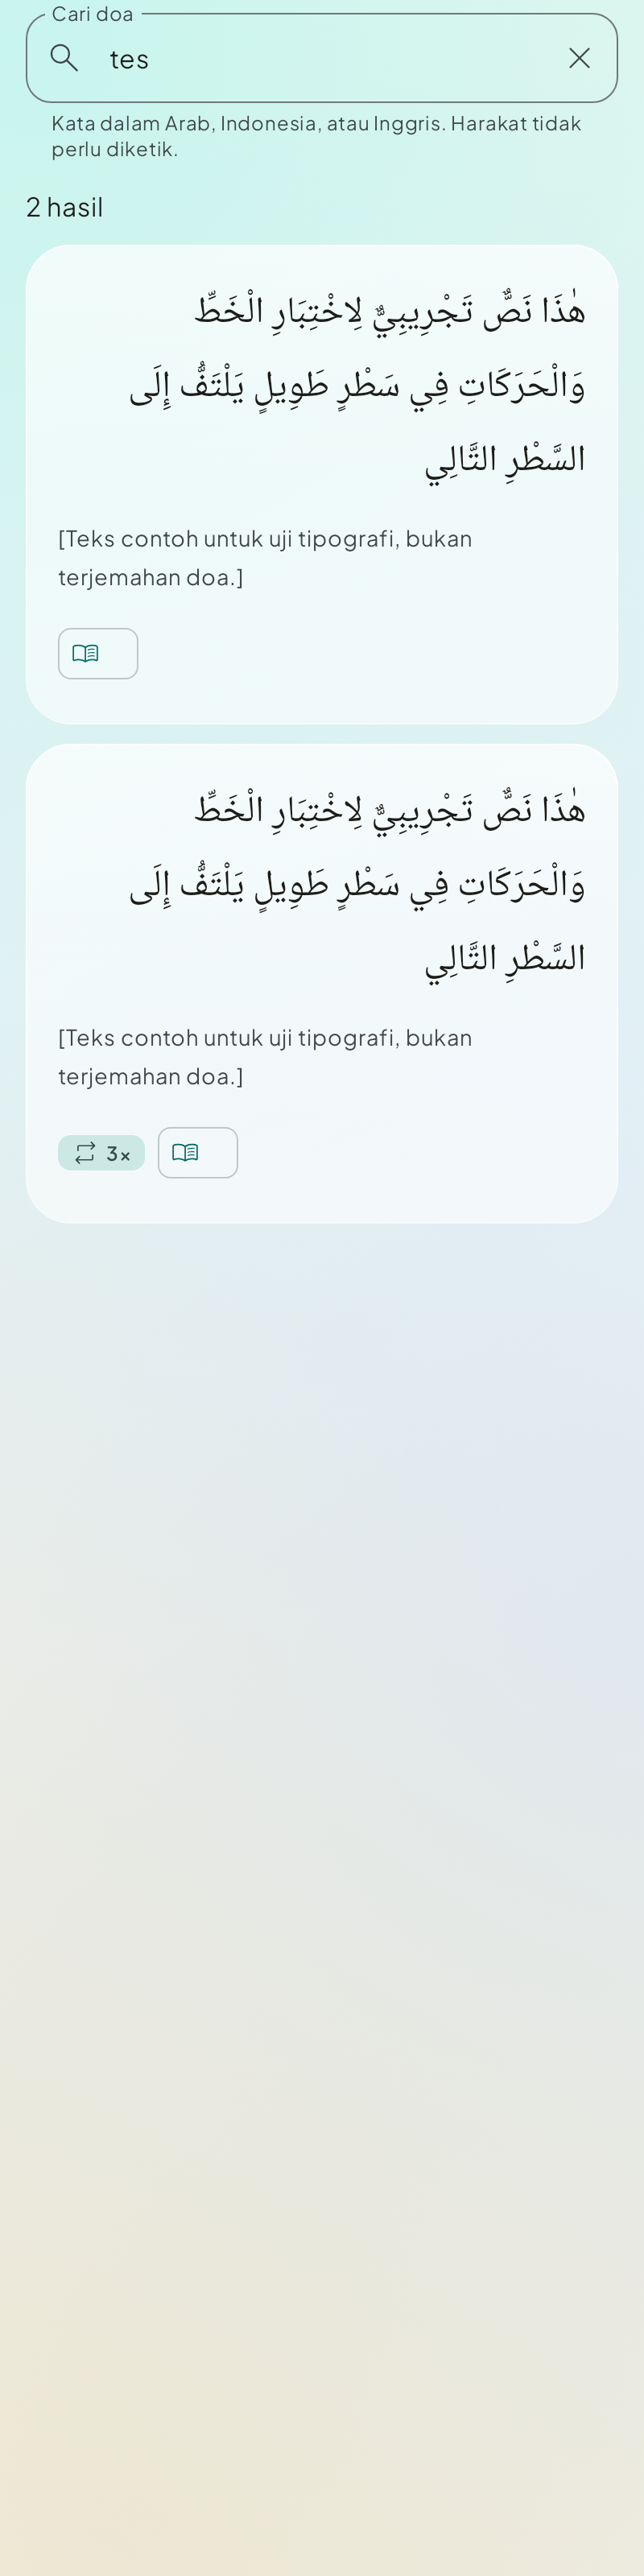 Cari doa
tes
Kata dalam Arab, Indonesia, atau Inggris. Harakat tidak
perlu diketik.
2 hasil
هٰذَا نَصٌّ تَجْرِيبِيٌّ لِاخْتِبَارِ الْخَطِّ
وَالْحَرَكَاتِ فِي سَطْرٍ طَوِيلٍ يَلْتَفُّ إِلَى
السَّطْرِ التَّالِي
[Teks contoh untuk uji tipografi, bukan
terjemahan doa.]
هٰذَا نَصٌّ تَجْرِيبِيٌّ لِاخْتِبَارِ الْخَطِّ
وَالْحَرَكَاتِ فِي سَطْرٍ طَوِيلٍ يَلْتَفُّ إِلَى
السَّطْرِ التَّالِي
[Teks contoh untuk uji tipografi, bukan
terjemahan doa.]
3×